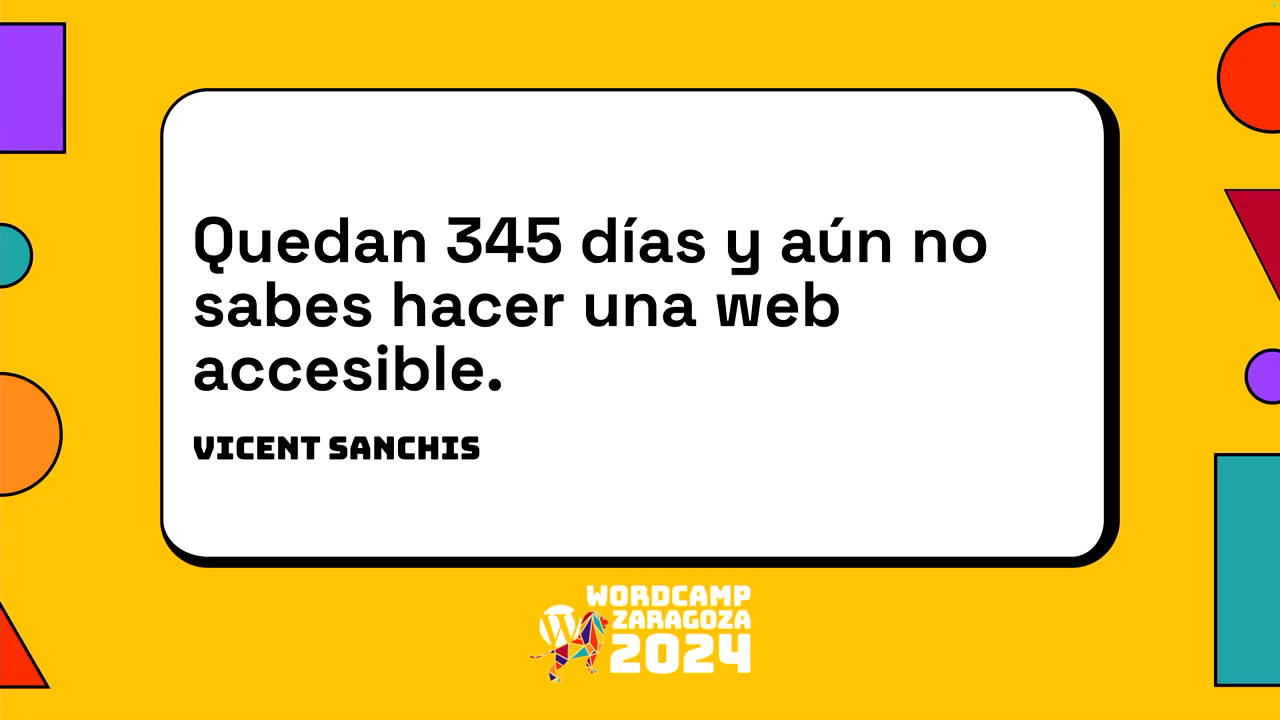 Quedan 345 días y aún no
sabes hacer una web
accesible.
VICENT SANCHIS
WORDCAMP
ZARAGOZA
2024